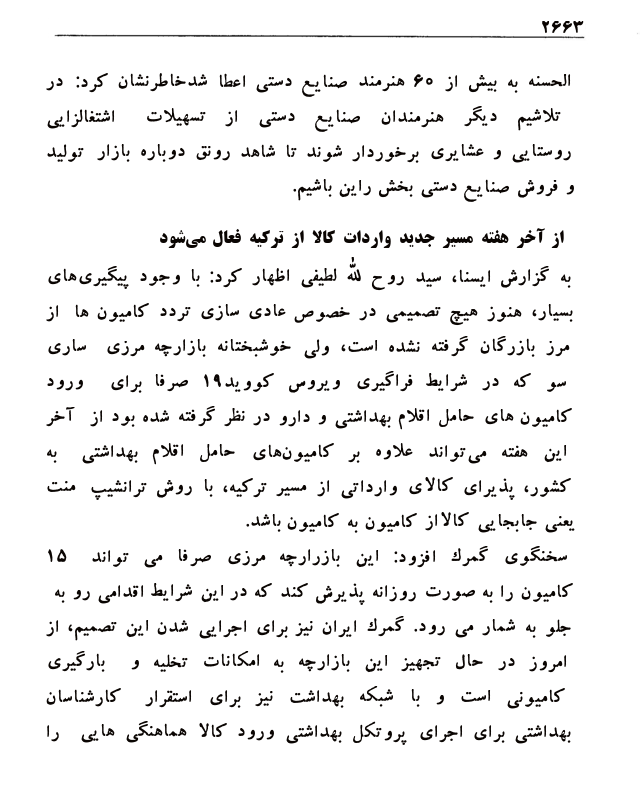 ۲۶۶۳
الحسنه به بیش از ۶۰ هنرمند صنایع دستی اعطا شدخاطرنشان کرد: در
تلاشیم دیگر هنرمندان صنایع دستی از تسهیلات اشتغالزایی
روستایی و عشایری برخوردار شوند تا شاهد رونق دوباره بازار تولید
و فروش صنایع دستی بخش راین باشیم.
از آخر هفته مسیر جدید واردات کالا از ترکیه فعال می‌شود
به گزارش ایسنا، سید روح لله لطیفی اظهار کرد: با وجود پیگیری‌های
بسیار، هنوز هیچ تصمیمی در خصوص عادی سازی تردد کامیون ها از
مرز بازرگان گرفته نشده است، ولی خوشبختانه بازارچه مرزی ساری
سو که در شرایط فراگیری ویروس کووید۱۹ صرفا برای ورود
کامیون های حامل اقلام بهداشتی و دارو در نظر گرفته شده بود از آخر
این هفته می‌تواند علاوه بر کامیون‌های حامل اقلام بهداشتی به
کشور، پذیرای کالای وارداتی از مسیر ترکیه، با روش ترانشیپ منت
یعنی جابجایی کالااز کامیون به کامیون باشد.
سخنگوی گمرك افزود: این بازرارچه مرزی صرفا می تواند ۱۵
کامیون را به صورت روزانه پذیرش کند که در این شرایط اقدامی رو به
جلو به شمار می رود. گمرك ایران نیز برای اجرایی شدن این تصمیم، از
امروز در حال تجهیز این بازارچه به امکانات تخلیه و بارگیری
کامیونی است و با شبکه بهداشت نیز برای استقرار کارشناسان
بهداشتی برای اجرای پروتکل بهداشتی ورود کالا هماهنگی هایی را